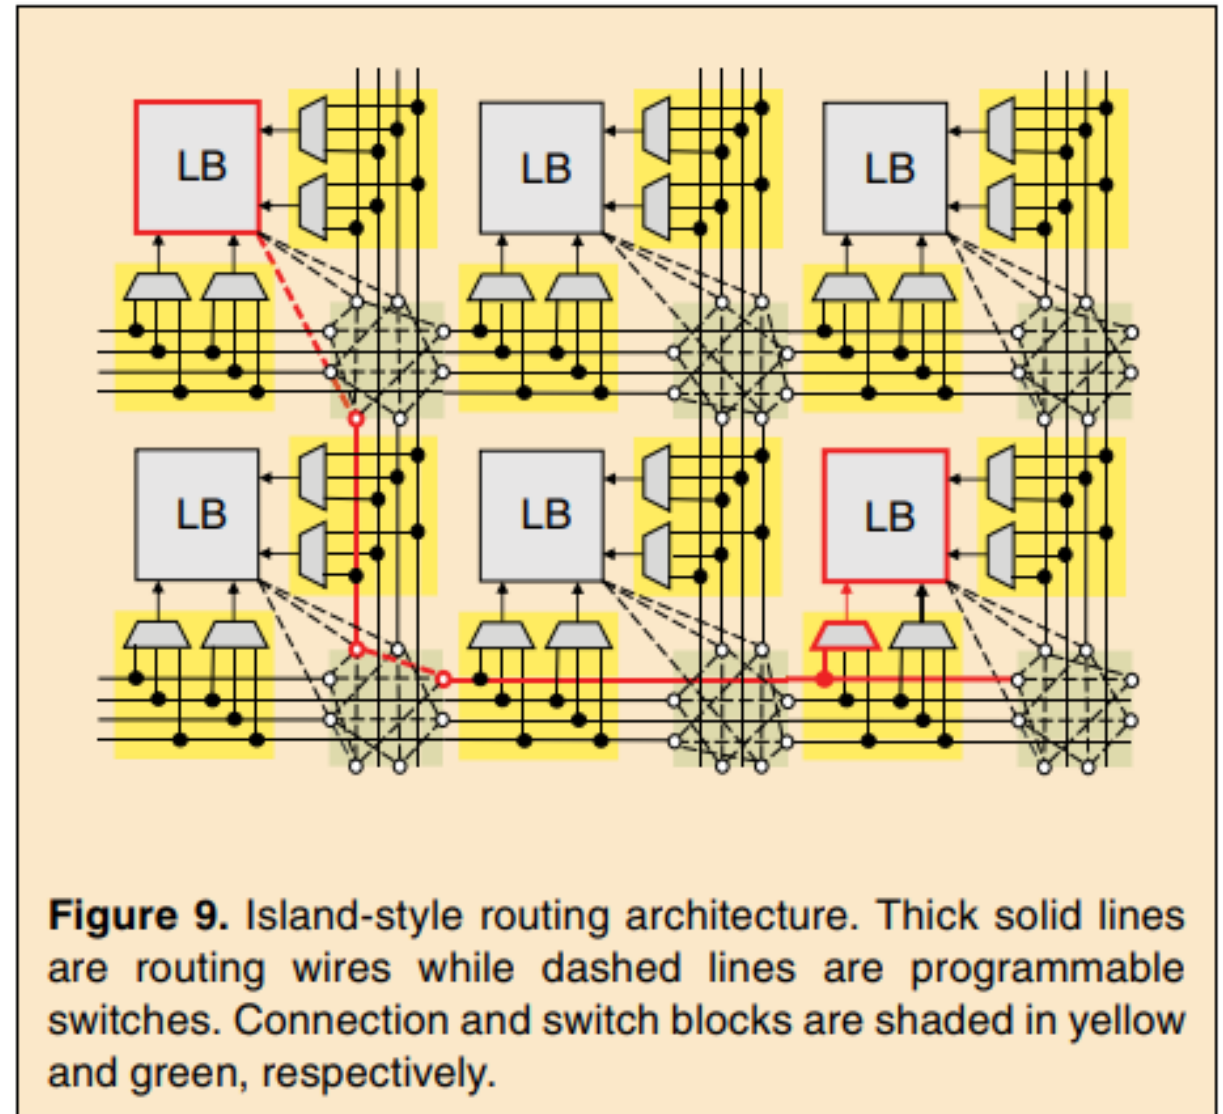 LB LB LB
LB LB LB
Figure 9. Island-style routing architecture. Thick solid lines
are routing wires while dashed lines are programmable
switches. Connection and switch blocks are shaded in yellow
and green, respectively.